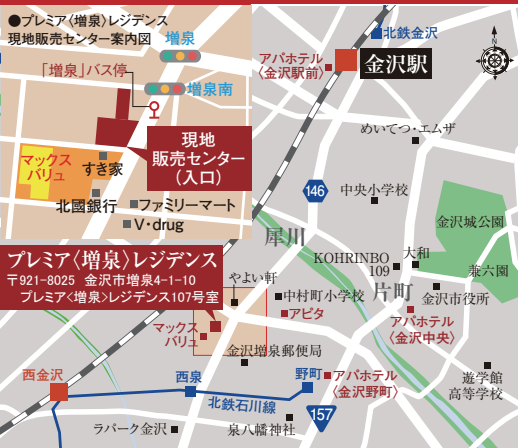 ●プレミア〈増泉〉レジデンス
現地販売センター案内図
増泉
「増泉」バス停
増泉南
現地
販売センター
(入口)
マックス
バリュ
すき家
北國銀行
ファミリーマート
V・drug
北鉄金沢
アパホテル
〈金沢駅前〉
金沢駅
N
めいてつ・エムザ
146
中央小学校
金沢城公園
犀川
KOHRINBO
109
大和
兼六園
片町
金沢市役所
プレミア〈増泉〉レジデンス
〒921-8025 金沢市増泉4-1-10
プレミア〈増泉〉レジデンス107号室
やよい軒
中村町小学校
アピタ
マックス
バリュ
アパホテル
〈金沢中央〉
金沢増泉郵便局
西金沢
西泉
野町
アパホテル
〈金沢野町〉
遊学館
高等学校
北鉄石川線
157
ラパーク金沢
泉八幡神社